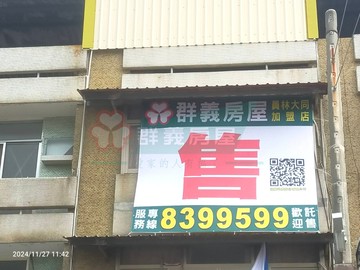 群義房屋
員林大同
加盟店
群義房屋
售
服務
專線
8399599
歡迎
託售
2024/11/27 11:42